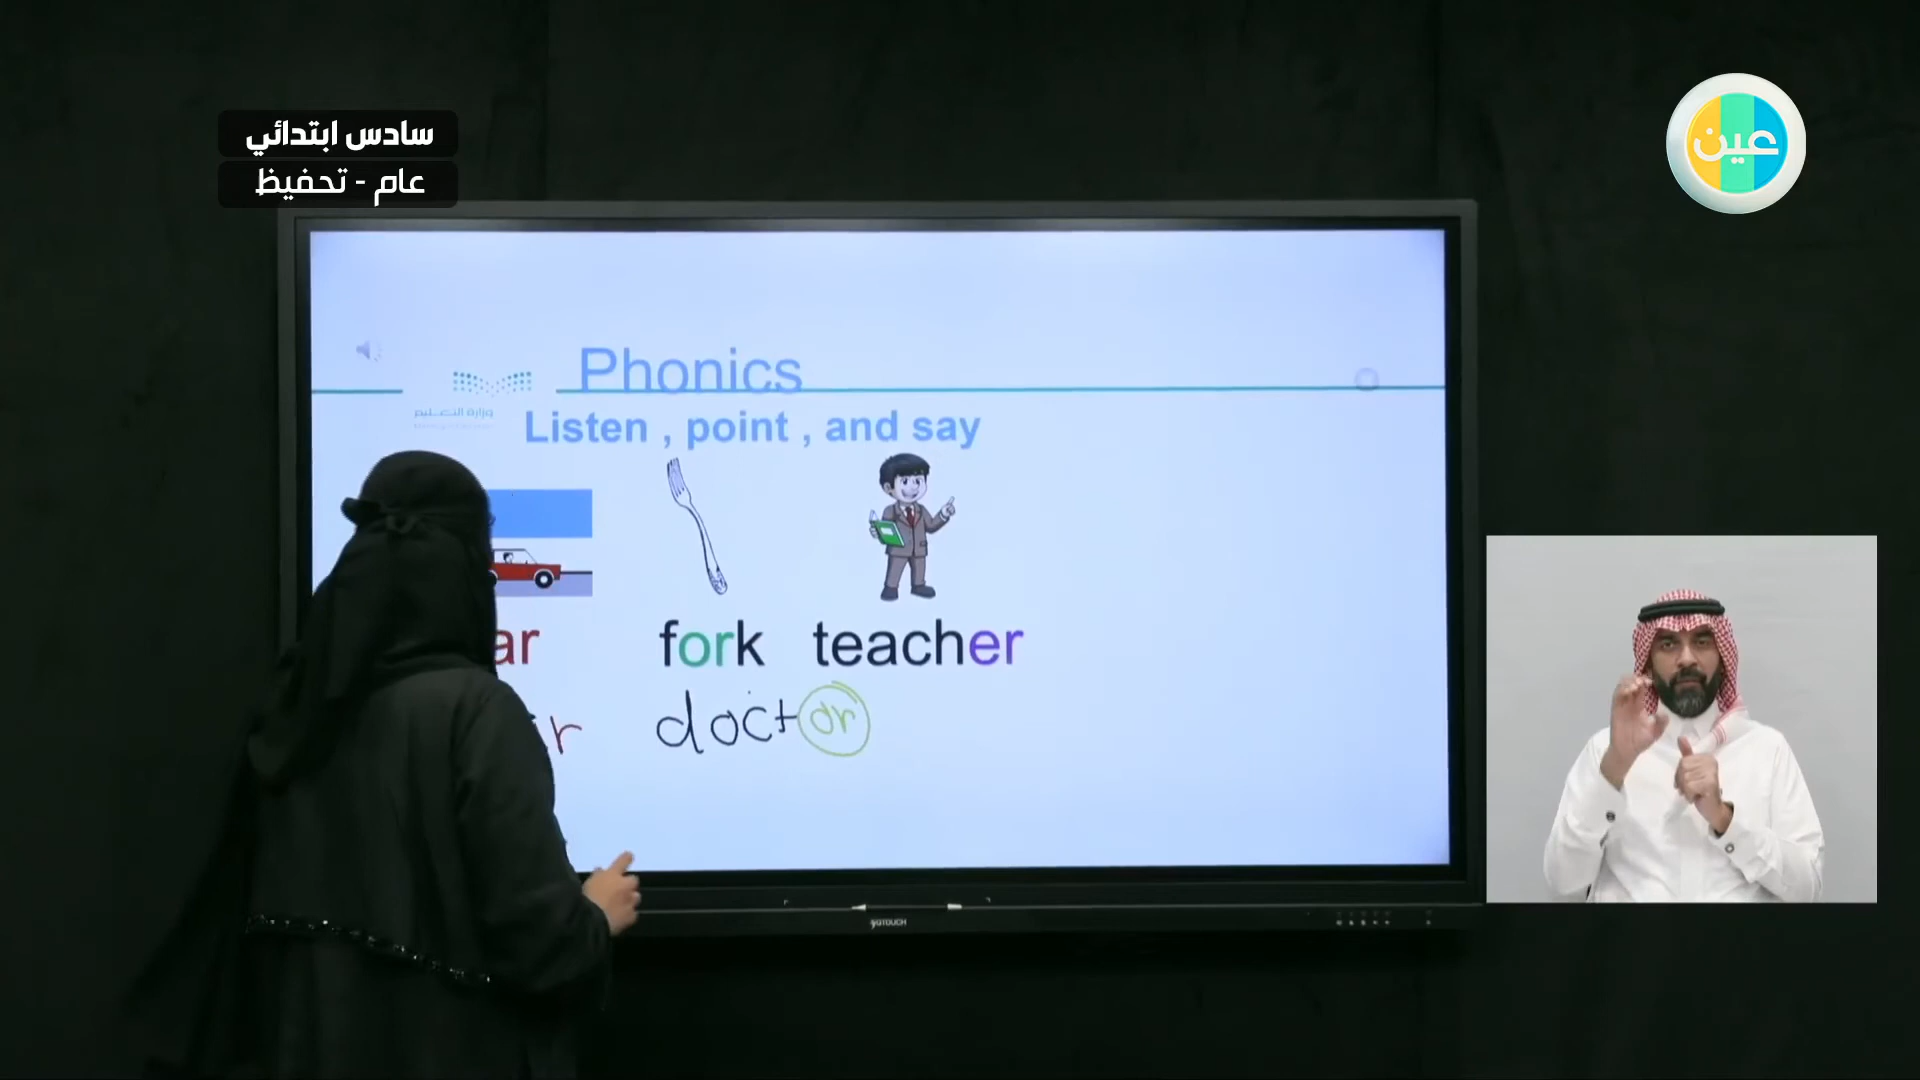 سادس ابتدائي
عام - تحفيظ
عين
Phonics
وزارة التعليم
Listen , point , and say
ar fork teacher
r doctor